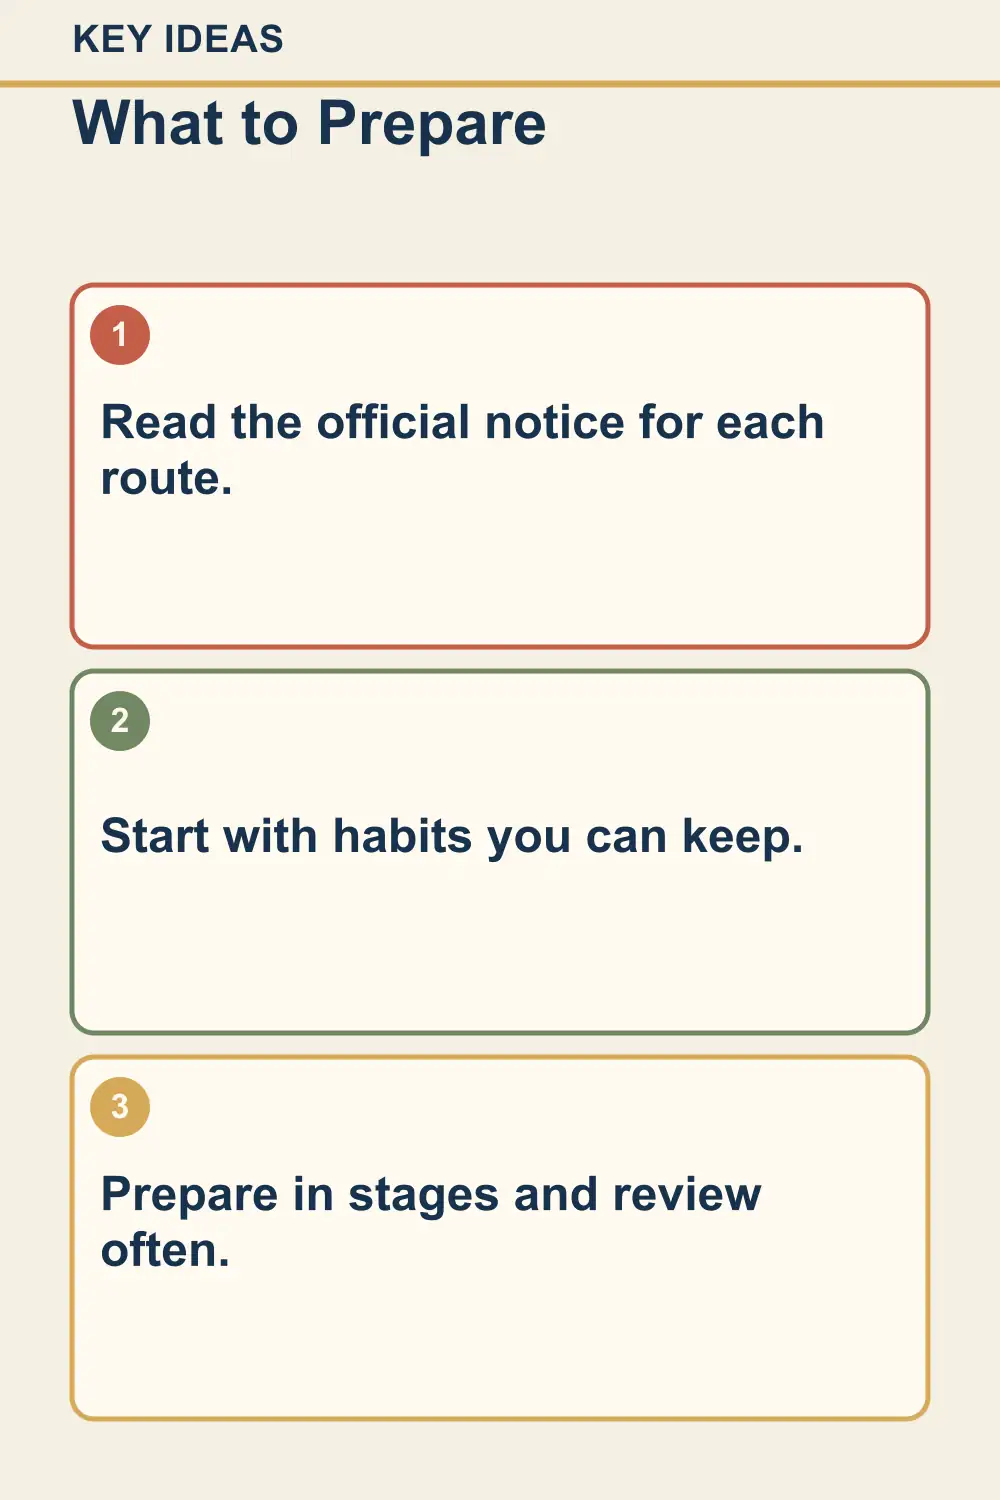 KEY IDEAS
What to Prepare
1
Read the official notice for each
route.
2
Start with habits you can keep.
3
Prepare in stages and review
often.